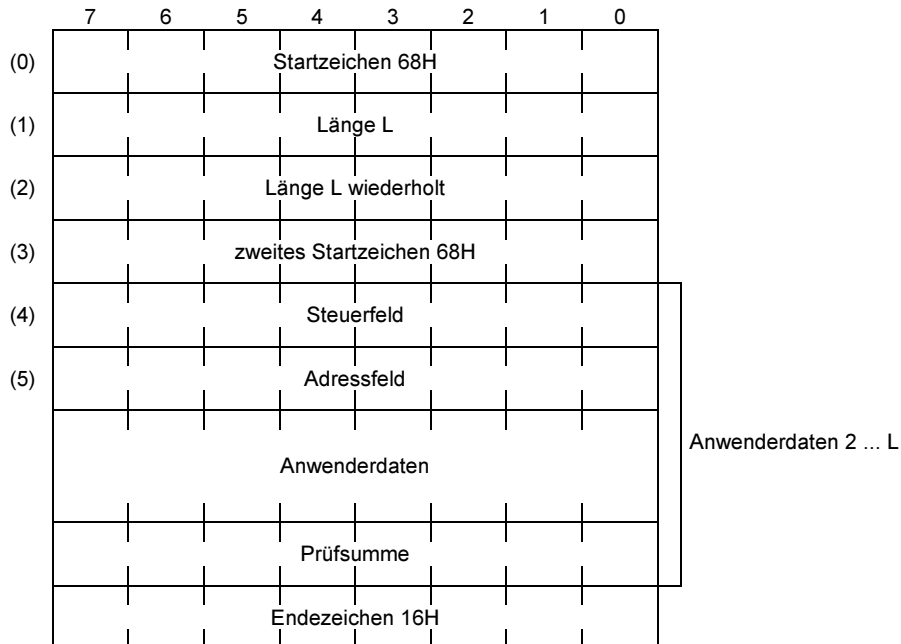 7 6 5 4 3 2 1 0
(0) Startzeichen 68H
(1) Länge L
(2) Länge L wiederholt
(3) zweites Startzeichen 68H
(4) Steuerfeld
(5) Adressfeld
Anwenderdaten 2 ... L
Anwenderdaten
Prüfsumme
Endezeichen 16H